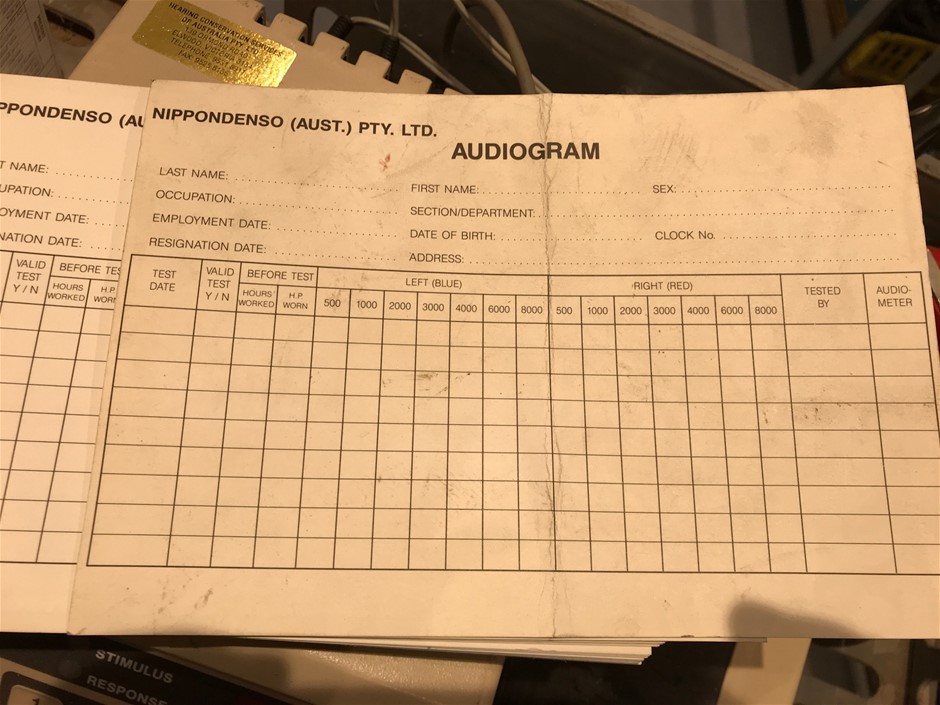 HEARING CONSERVATION SERVICES
OF AUSTRALIA PTY. LTD.
NIPPONDENSO (AUST.) PTY. LTD.
AUDIOGRAM
LAST NAME:
FIRST NAME:
SEX:
OCCUPATION:
SECTION/DEPARTMENT:
EMPLOYMENT DATE:
DATE OF BIRTH:
CLOCK No.
RESIGNATION DATE:
ADDRESS:
TEST DATE
VALID TEST Y / N
BEFORE TEST
HOURS WORKED
H.P. WORN
LEFT (BLUE)
500 1000 2000 3000 4000 6000 8000
RIGHT (RED)
500 1000 2000 3000 4000 6000 8000
TESTED BY
AUDIO-METER
PPONDENSO (AU
T NAME:
UPATION:
OYMENT DATE:
NATION DATE:
VALID TEST Y / N
BEFORE TES
HOURS WORKED
H.P. WOR
STIMULUS
RESPONSE
1